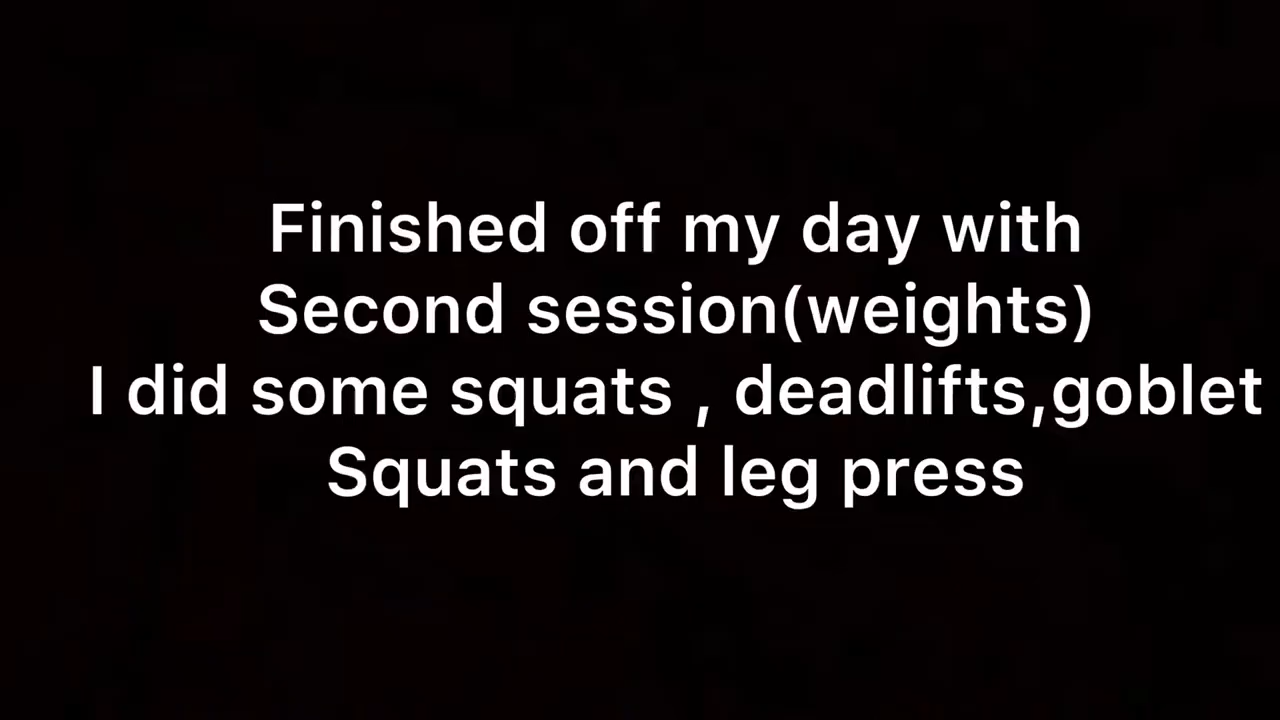 Finished off my day with
Second session(weights)
I did some squats , deadlifts,goblet
Squats and leg press